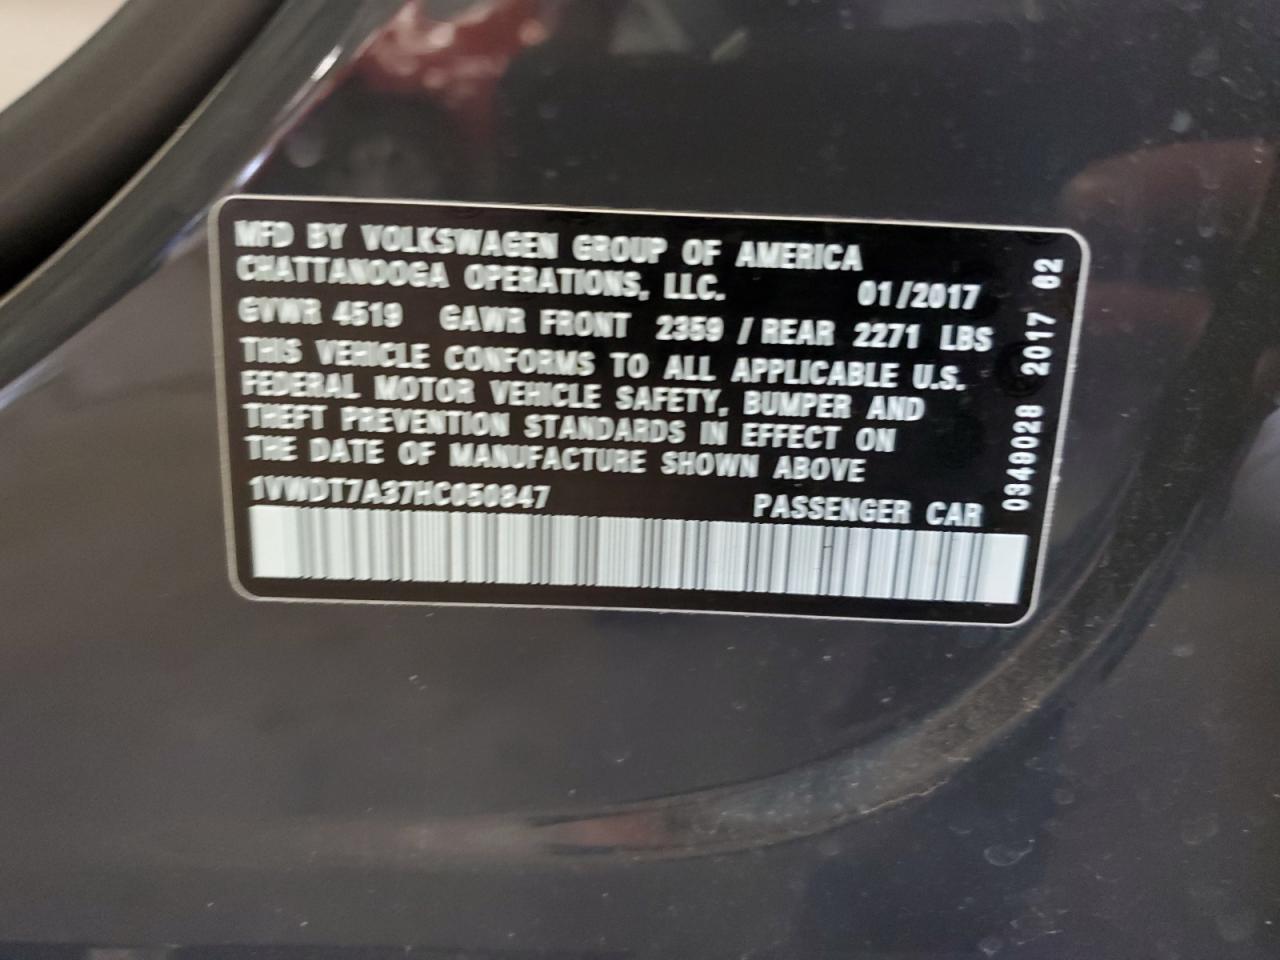 MFD BY VOLKSWAGEN GROUP OF AMERICA
CHATTANOOGA OPERATIONS, LLC. 01/2017
GVWR 4519 GAWR FRONT 2359 / REAR 2271 LBS
THIS VEHICLE CONFORMS TO ALL APPLICABLE U.S.
FEDERAL MOTOR VEHICLE SAFETY, BUMPER AND
THEFT PREVENTION STANDARDS IN EFFECT ON
THE DATE OF MANUFACTURE SHOWN ABOVE
1VWDT7A37HC050847 PASSENGER CAR
0349028 2017 02